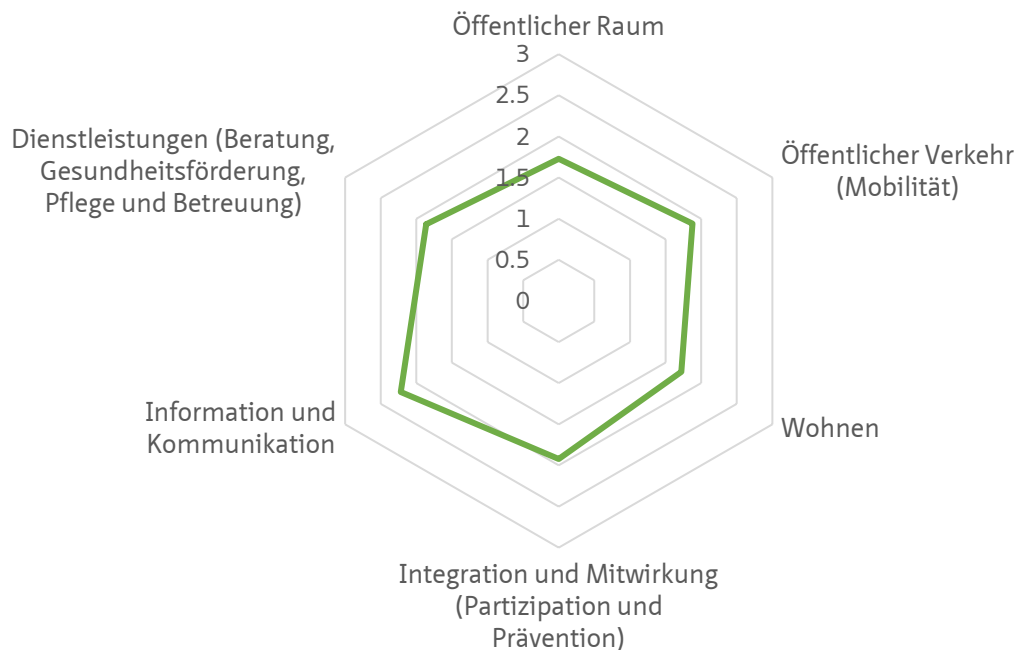 Öffentlicher Raum
3
2.5
2
1.5
1
0.5
0
Öffentlicher Verkehr
(Mobilität)
Wohnen
Integration und Mitwirkung
(Partizipation und
Prävention)
Information und
Kommunikation
Dienstleistungen (Beratung,
Gesundheitsförderung,
Pflege und Betreuung)